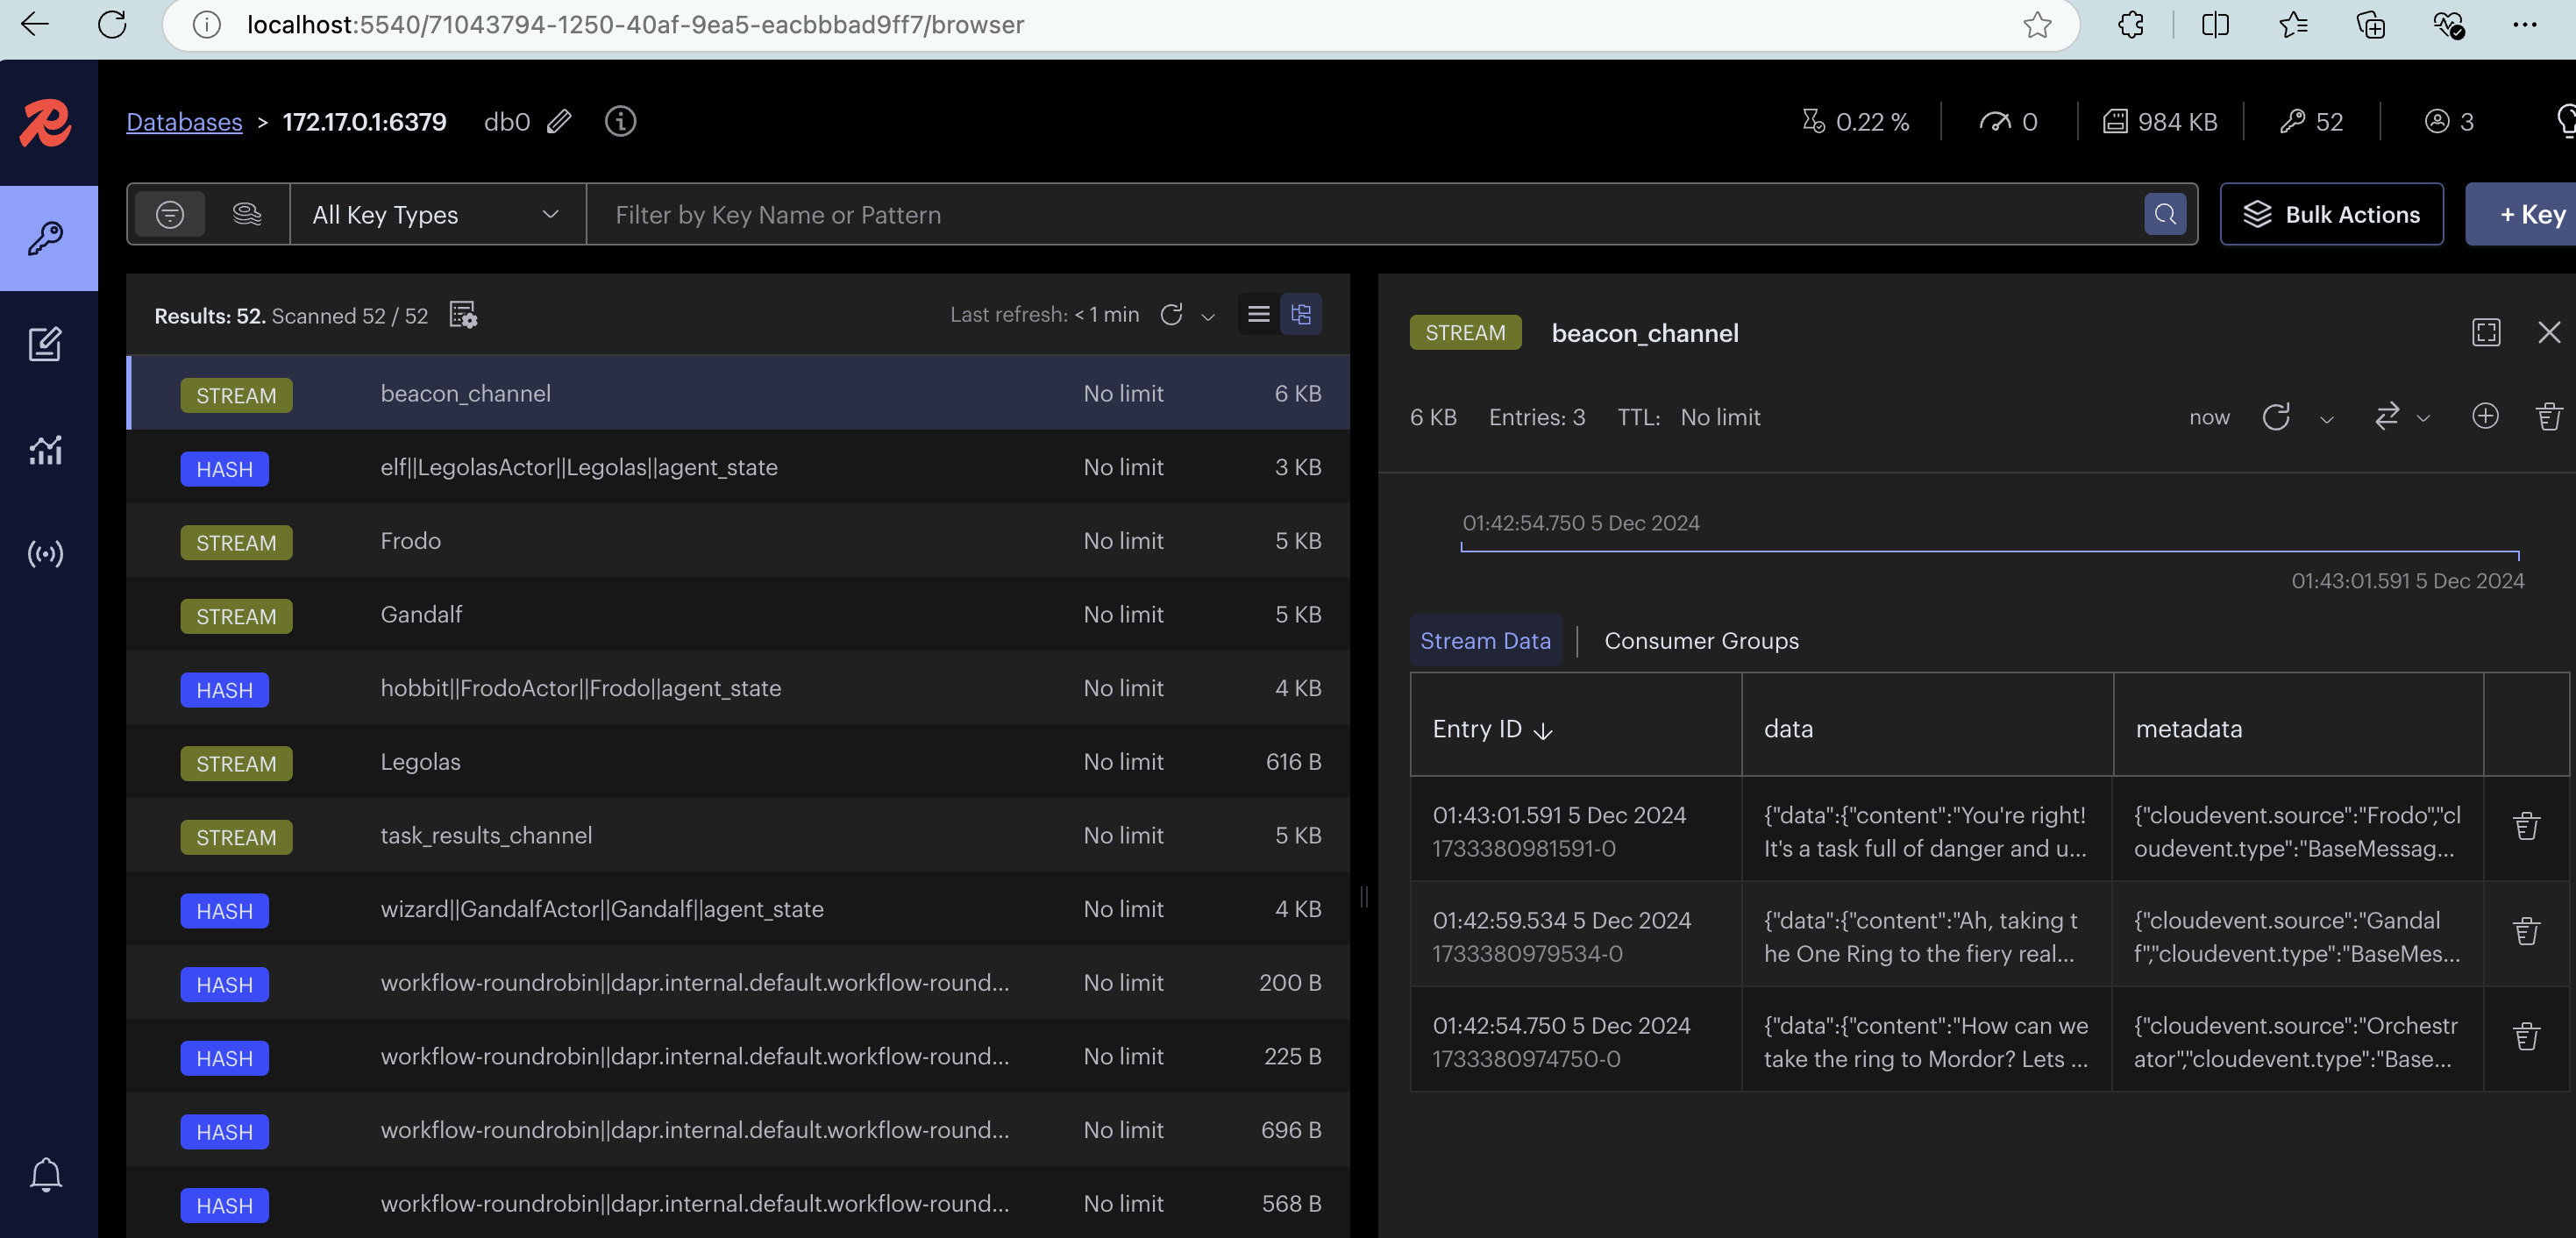 localhost:5540/71043794-1250-40af-9ea5-eacbbbad9ff7/browser
Databases > 172.17.0.1:6379 db0 0.22 % 0 984 KB 52 3
All Key Types Filter by Key Name or Pattern Bulk Actions + Key
Results: 52. Scanned 52 / 52 Last refresh: < 1 min
STREAM beacon_channel No limit 6 KB
HASH elf||LegolasActor||Legolas||agent_state No limit 3 KB
STREAM Frodo No limit 5 KB
STREAM Gandalf No limit 5 KB
HASH hobbit||FrodoActor||Frodo||agent_state No limit 4 KB
STREAM Legolas No limit 616 B
STREAM task_results_channel No limit 5 KB
HASH wizard||GandalfActor||Gandalf||agent_state No limit 4 KB
HASH workflow-roundrobin||dapr.internal.default.workflow-round... No limit 200 B
HASH workflow-roundrobin||dapr.internal.default.workflow-round... No limit 225 B
HASH workflow-roundrobin||dapr.internal.default.workflow-round... No limit 696 B
HASH workflow-roundrobin||dapr.internal.default.workflow-round... No limit 568 B
STREAM beacon_channel
6 KB Entries: 3 TTL: No limit now
01:42:54.750 5 Dec 2024
01:43:01.591 5 Dec 2024
Stream Data Consumer Groups
Entry ID data metadata
01:43:01.591 5 Dec 2024 {"data":{"content":"You're right! {"cloudevent.source":"Frodo","cl
1733380981591-0 It's a task full of danger and u... oudevent.type":"BaseMessag...
01:42:59.534 5 Dec 2024 {"data":{"content":"Ah, taking t {"cloudevent.source":"Gandal
1733380979534-0 he One Ring to the fiery real... f","cloudevent.type":"BaseMes...
01:42:54.750 5 Dec 2024 {"data":{"content":"How can we {"cloudevent.source":"Orchestr
1733380974750-0 take the ring to Mordor? Lets ... ator","cloudevent.type":"Base...